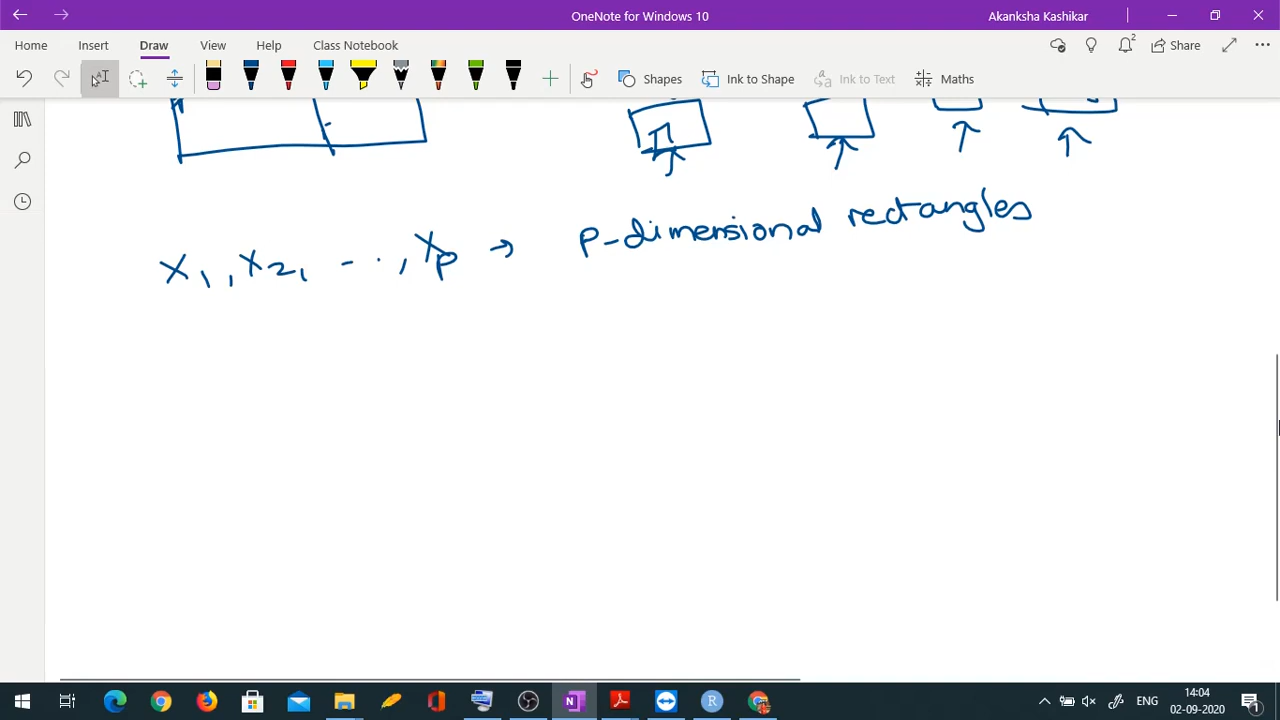 OneNote for Windows 10
Akanksha Kashikar
Home Insert Draw View Help Class Notebook
Share
Shapes Ink to Shape Ink to Text Maths
X1, X2, - .., Xp → p-dimensional rectangles
ENG
14:04
02-09-2020